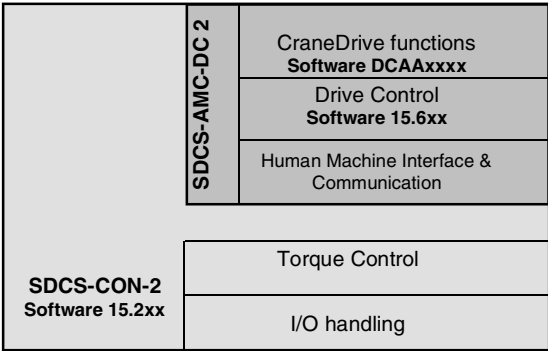 SDCS-AMC-DC 2
CraneDrive functions
Software DCAAxxxx
Drive Control
Software 15.6xx
Human Machine Interface &
Communication
SDCS-CON-2
Software 15.2xx
Torque Control
I/O handling